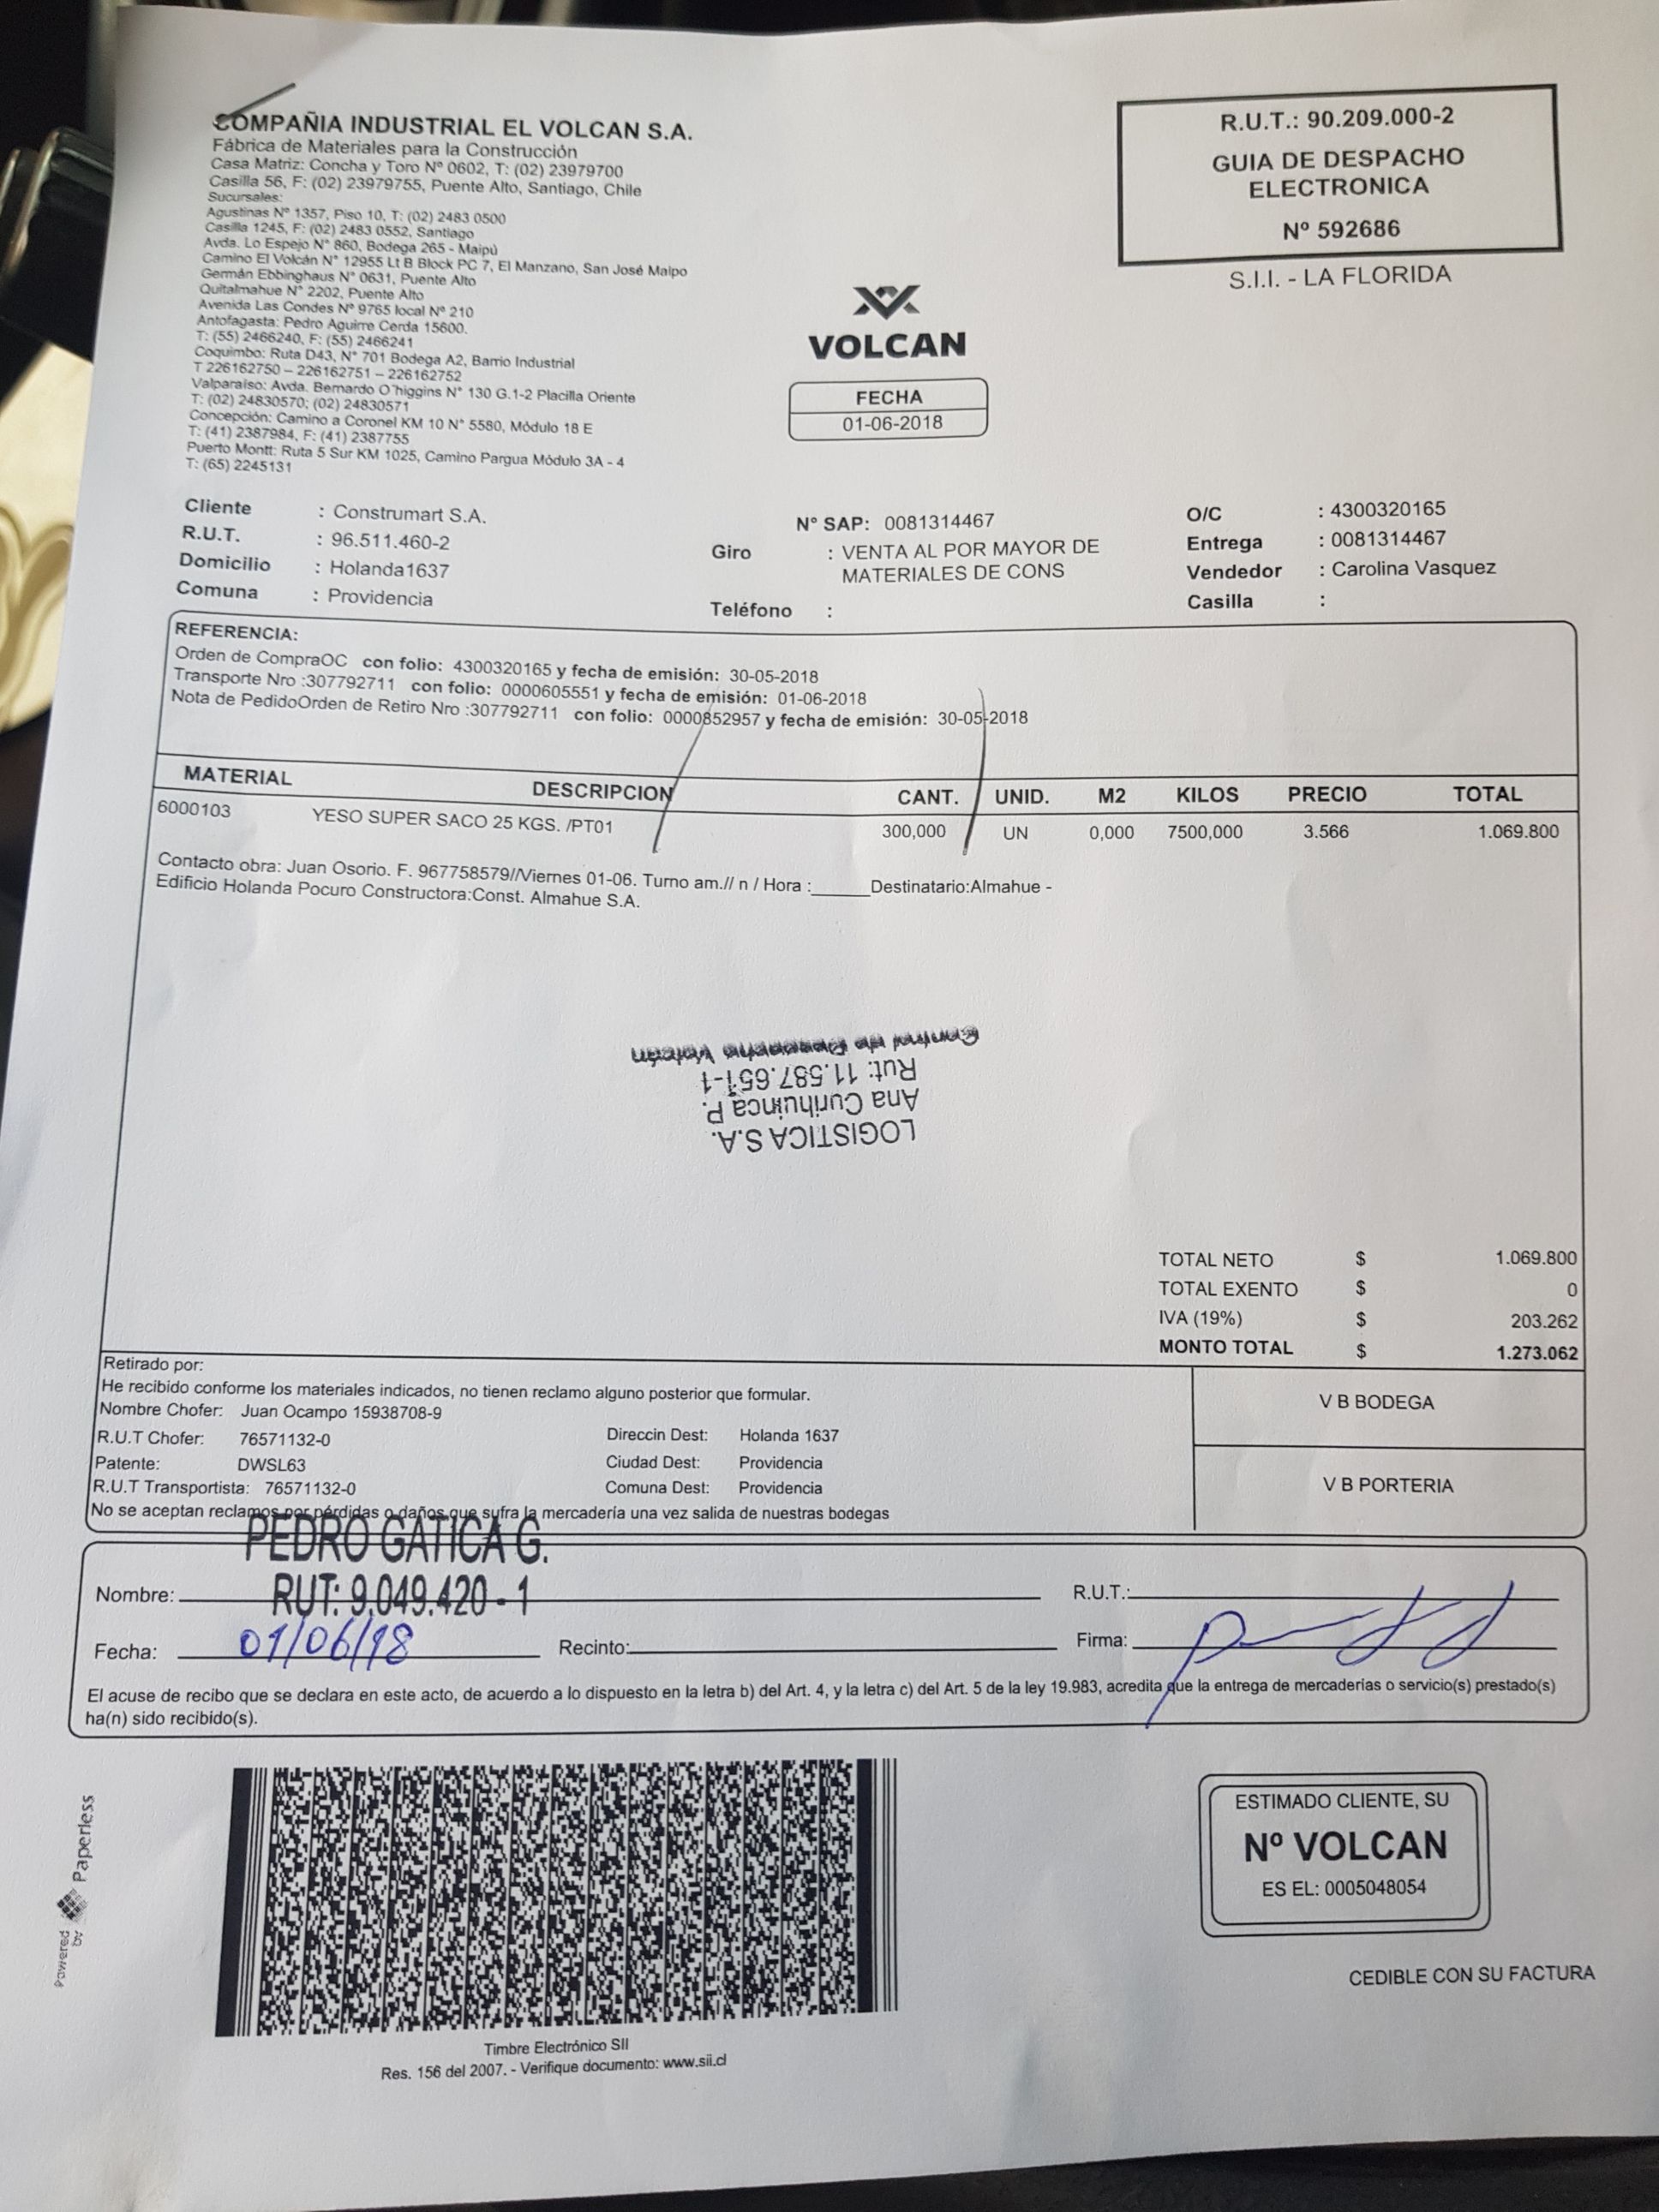 COMPAÑIA INDUSTRIAL EL VOLCAN S.A.
Fábrica de Materiales para la Construcción
Casa Matriz: Concha y Toro Nº 0602, T: (02) 23979700
Casilla 56, F: (02) 23979755, Puente Alto, Santiago, Chile
Sucursales:
Agustinas Nº 1357, Piso 10, T: (02) 2483 0500
Casilla 1245, F: (02) 2483 0552, Santiago
Avda. Lo Espejo N° 860, Bodega 265 - Maipú
Camino El Volcán N° 12955 Lt B Block PC 7, El Manzano, San José Maipo
Germán Ebbinghaus N° 0631, Puente Alto
Quitalmahue N° 2202, Puente Alto
Avenida Las Condes Nº 9765 local Nº 210
Antofagasta: Pedro Aguirre Cerda 15600.
T: (55) 2466240, F: (55) 2466241
Coquimbo: Ruta D43, N° 701 Bodega A2, Barrio Industrial
T 226162750 – 226162751 – 226162752
Valparaíso: Avda. Bernardo O´higgins N° 130 G.1-2 Placilla Oriente
T: (02) 24830570; (02) 24830571
Concepción: Camino a Coronel KM 10 N° 5580, Módulo 18 E
T: (41) 2387984, F: (41) 2387755
Puerto Montt: Ruta 5 Sur KM 1025, Camino Pargua Módulo 3A - 4
T: (65) 2245131
R.U.T.: 90.209.000-2
GUIA DE DESPACHO
ELECTRONICA
Nº 592686
S.I.I. - LA FLORIDA
VOLCAN
FECHA
01-06-2018
Cliente : Construmart S.A.
R.U.T. : 96.511.460-2
Domicilio : Holanda1637
Comuna : Providencia
N° SAP: 0081314467
Giro : VENTA AL POR MAYOR DE
MATERIALES DE CONS
Teléfono :
O/C : 4300320165
Entrega : 0081314467
Vendedor : Carolina Vasquez
Casilla :
REFERENCIA:
Orden de CompraOC con folio: 4300320165 y fecha de emisión: 30-05-2018
Transporte Nro :307792711 con folio: 0000605551 y fecha de emisión: 01-06-2018
Nota de PedidoOrden de Retiro Nro :307792711 con folio: 0000852957 y fecha de emisión: 30-05-2018
MATERIAL DESCRIPCION CANT. UNID. M2 KILOS PRECIO TOTAL
6000103 YESO SUPER SACO 25 KGS. /PT01 300,000 UN 0,000 7500,000 3.566 1.069.800
Contacto obra: Juan Osorio. F. 967758579//Viernes 01-06. Turno am.// n / Hora :______Destinatario:Almahue -
Edificio Holanda Pocuro Constructora:Const. Almahue S.A.
LOGISTICA S.A.
Ana Curihuinca P.
Rut: 11.587.651-1
Control de Despacho Volcán
TOTAL NETO $ 1.069.800
TOTAL EXENTO $ 0
IVA (19%) $ 203.262
MONTO TOTAL $ 1.273.062
Retirado por:
He recibido conforme los materiales indicados, no tienen reclamo alguno posterior que formular.
Nombre Chofer: Juan Ocampo 15938708-9
R.U.T Chofer: 76571132-0 Direccin Dest: Holanda 1637
Patente: DWSL63 Ciudad Dest: Providencia
R.U.T Transportista: 76571132-0 Comuna Dest: Providencia
No se aceptan reclamos por pérdidas o daños que sufra la mercadería una vez salida de nuestras bodegas
V B BODEGA
V B PORTERIA
PEDRO GATICA G.
RUT: 9.049.420 - 1
Nombre: R.U.T.:
Fecha: 01/06/18 Recinto: Firma:
El acuse de recibo que se declara en este acto, de acuerdo a lo dispuesto en la letra b) del Art. 4, y la letra c) del Art. 5 de la ley 19.983, acredita que la entrega de mercaderías o servicio(s) prestado(s)
ha(n) sido recibido(s).
Powered by Paperless
Timbre Electrónico SII
Res. 156 del 2007. - Verifique documento: www.sii.cl
ESTIMADO CLIENTE, SU
Nº VOLCAN
ES EL: 0005048054
CEDIBLE CON SU FACTURA